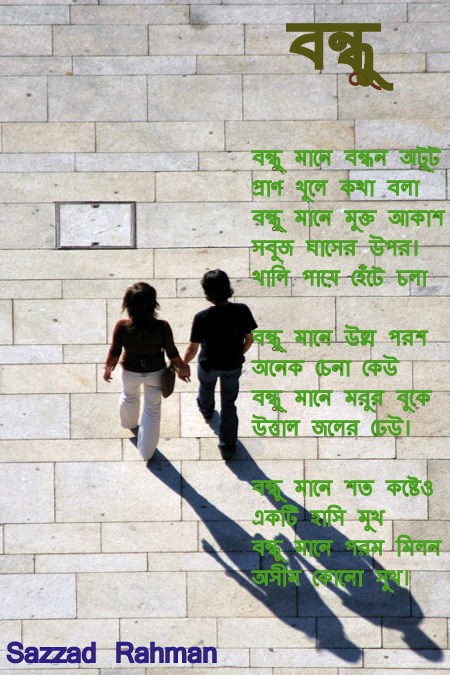 বন্ধু
বন্ধু মানে বন্ধন অটুট
প্রাণ খুলে কথা বলা
বন্ধু মানে মুক্ত আকাশ
সবুজ ঘাসের উপর।
খালি পায়ে হেঁটে চলা
বন্ধু মানে উষ্ণ পরশ
অনেক চেনা কেউ
বন্ধু মানে মরুর বুকে
উত্তাল জলের ঢেউ।
বন্ধু মানে শত কষ্টেও
একটি হাসি মুখ
বন্ধু মানে পরম মিলন
অসীম কোনো সুখ।
Sazzad Rahman